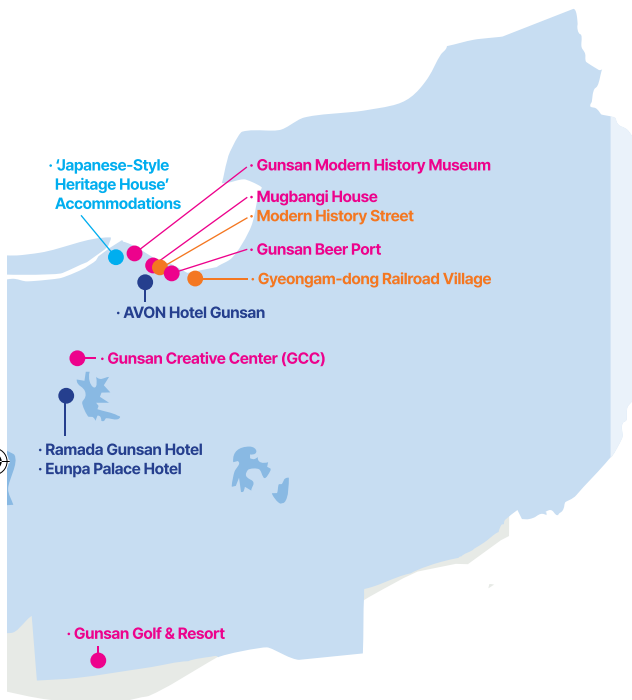 · ‘Japanese-Style
Heritage House’
Accommodations
· Gunsan Modern History Museum
· Mugbangi House
· Modern History Street
· Gunsan Beer Port
· Gyeongam-dong Railroad Village
· AVON Hotel Gunsan
· Gunsan Creative Center (GCC)
· Ramada Gunsan Hotel
· Eunpa Palace Hotel
· Gunsan Golf & Resort